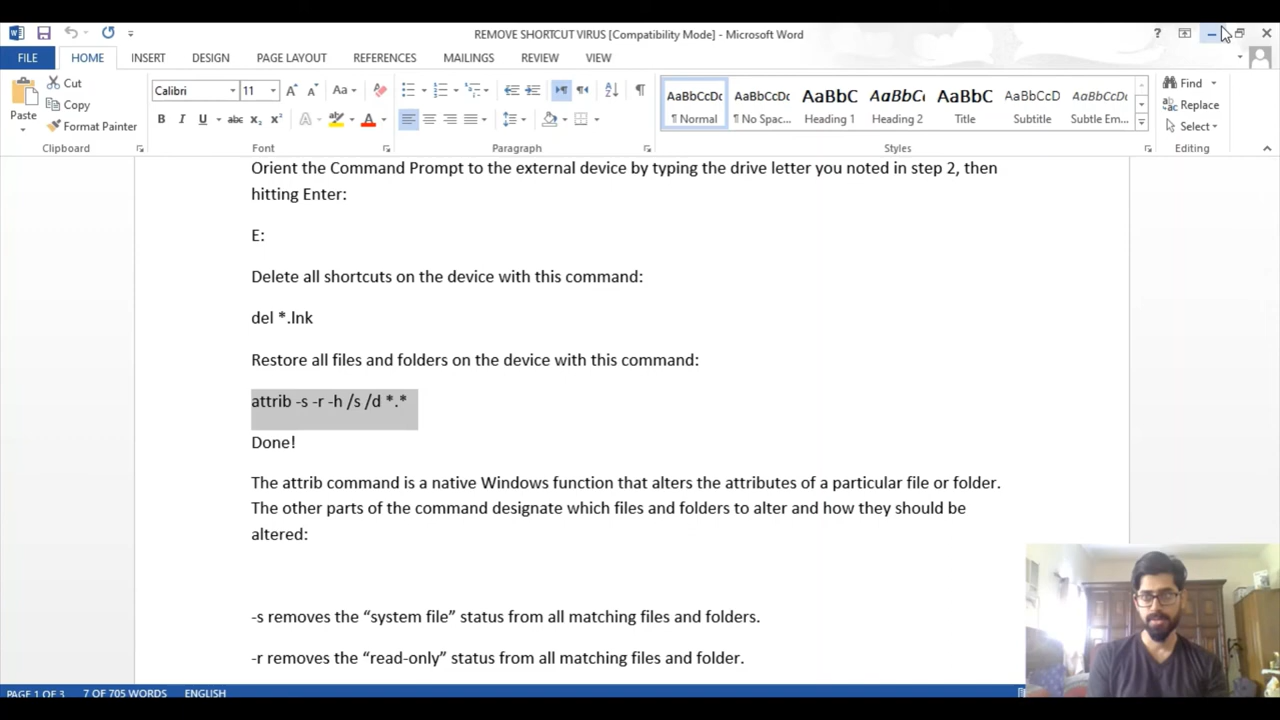 REMOVE SHORTCUT VIRUS [Compatibility Mode] - Microsoft Word
?
FILE HOME INSERT DESIGN PAGE LAYOUT REFERENCES MAILINGS REVIEW VIEW
Paste
Cut
Copy
Format Painter
Clipboard
Calibri 11
Aa
B I U abc x₂ x²
Font
Paragraph
AaBbCcDc AaBbCcDc AaBbC AaBbCc AaBbC AaBbCcD AaBbCcD
¶ Normal ¶ No Spac... Heading 1 Heading 2 Title Subtitle Subtle Em...
Styles
Find
Replace
Select
Editing
Orient the Command Prompt to the external device by typing the drive letter you noted in step 2, then
hitting Enter:
E:
Delete all shortcuts on the device with this command:
del *.lnk
Restore all files and folders on the device with this command:
attrib -s -r -h /s /d *.*
Done!
The attrib command is a native Windows function that alters the attributes of a particular file or folder.
The other parts of the command designate which files and folders to alter and how they should be
altered:
-s removes the “system file” status from all matching files and folders.
-r removes the “read-only” status from all matching files and folder.
PAGE 1 OF 3 7 OF 705 WORDS ENGLISH